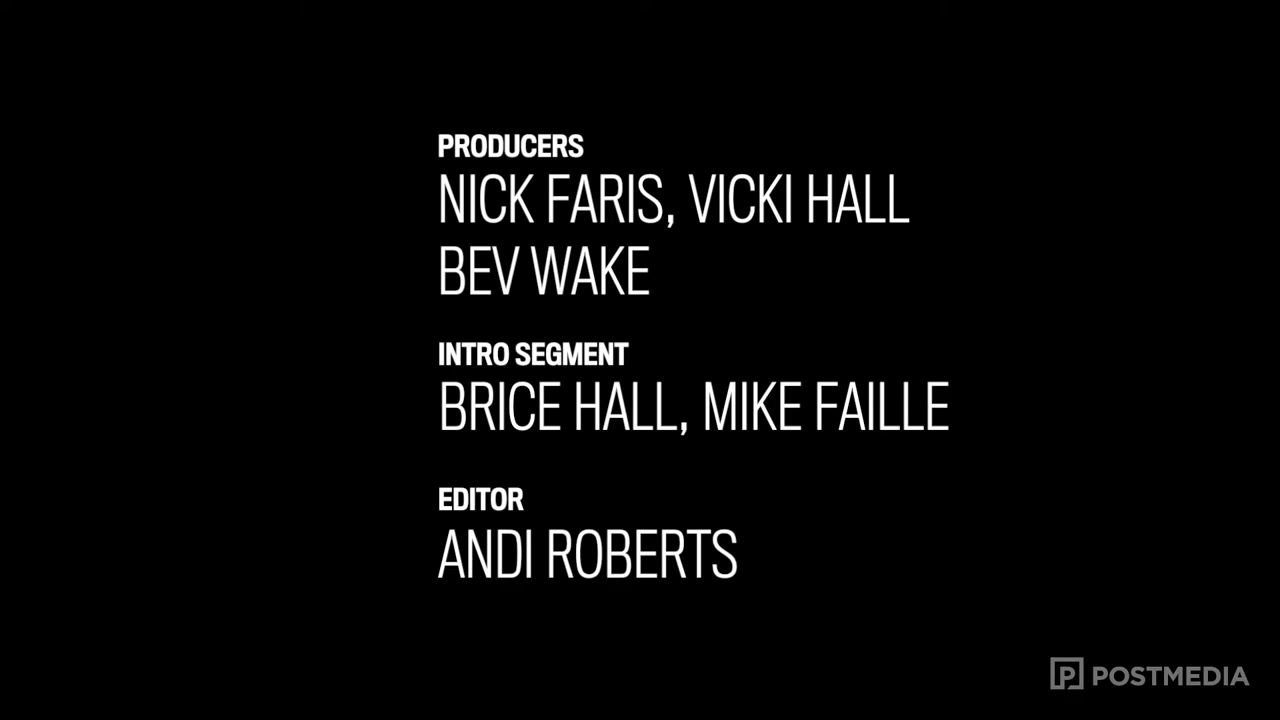 PRODUCERS
NICK FARIS, VICKI HALL
BEV WAKE
INTRO SEGMENT
BRICE HALL, MIKE FAILLE
EDITOR
ANDI ROBERTS
P POSTMEDIA